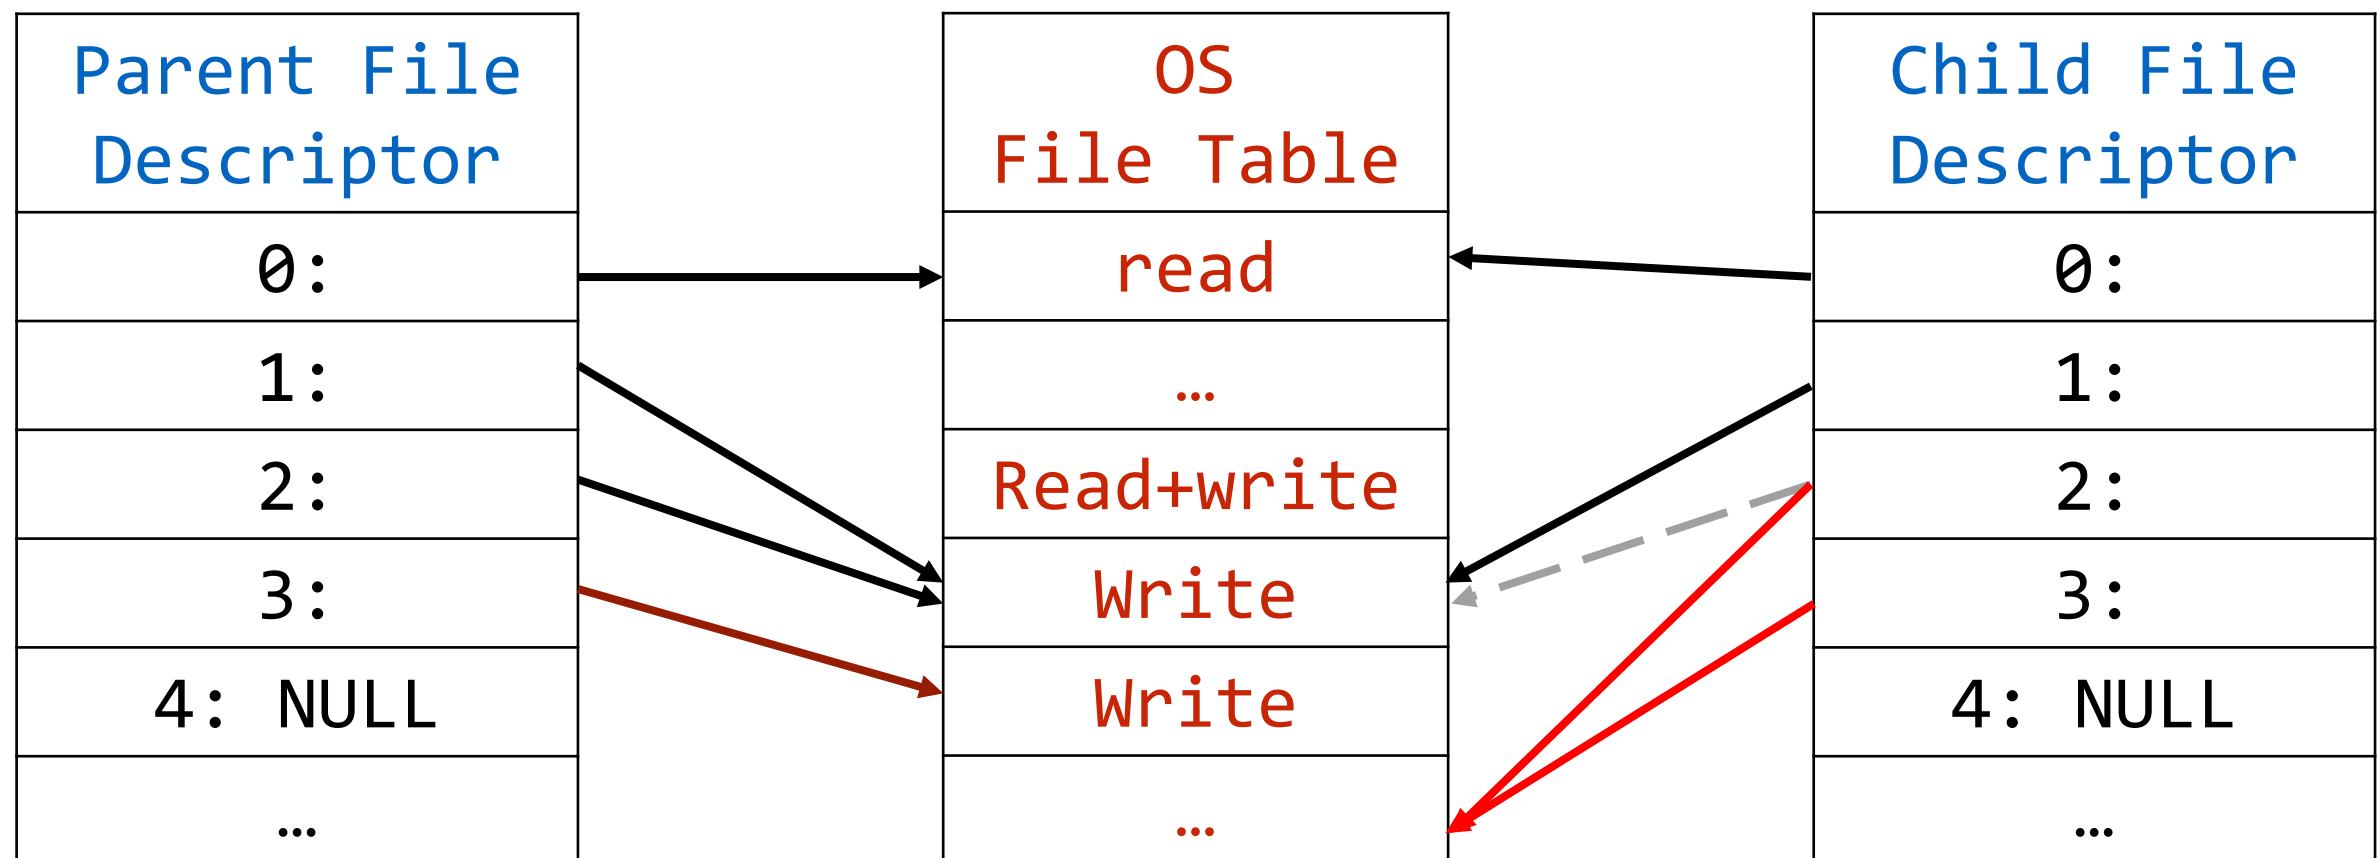 Parent File
Descriptor
0:
1:
2:
3:
4: NULL
…
OS
File Table
read
…
Read+write
Write
Write
…
Child File
Descriptor
0:
1:
2:
3:
4: NULL
…